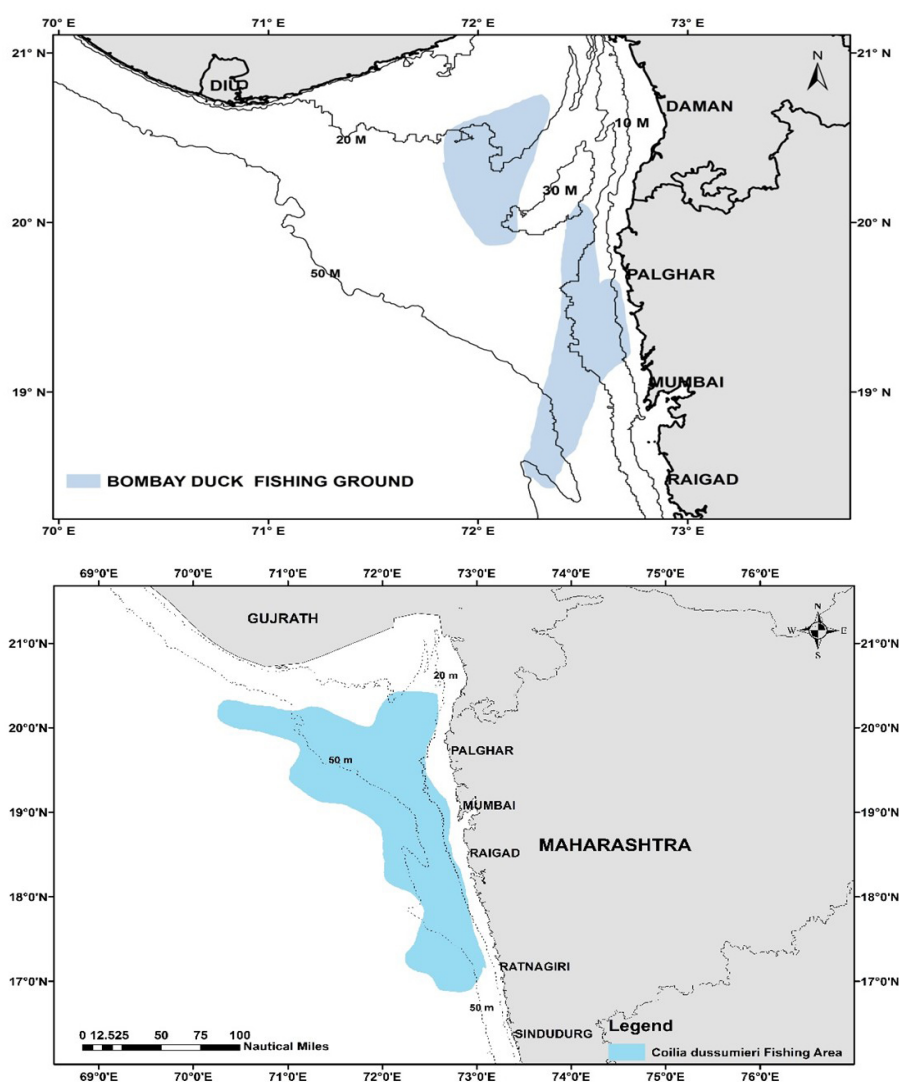 70° E 71° E 72° E 73° E
21° N 21° N
DIU
DAMAN
N
20 M
10 M
30 M
20° N 20° N
50 M
PALGHAR
19° N 19° N
MUMBAI
RAIGAD
BOMBAY DUCK FISHING GROUND
70° E 71° E 72° E 73° E
69°0'E 70°0'E 71°0'E 72°0'E 73°0'E 74°0'E 75°0'E 76°0'E
GUJRATH
N
W E
S
21°0'N 21°0'N
20 m
20°0'N 20°0'N
PALGHAR
50 m
19°0'N 19°0'N
MUMBAI
RAIGAD
MAHARASHTRA
18°0'N 18°0'N
RATNAGIRI
17°0'N 17°0'N
50 m
SINDUDURG
0 12.525 50 75 100
Nautical Miles
Legend
Coilia dussumieri Fishing Area
69°0'E 70°0'E 71°0'E 72°0'E 73°0'E 74°0'E 75°0'E 76°0'E